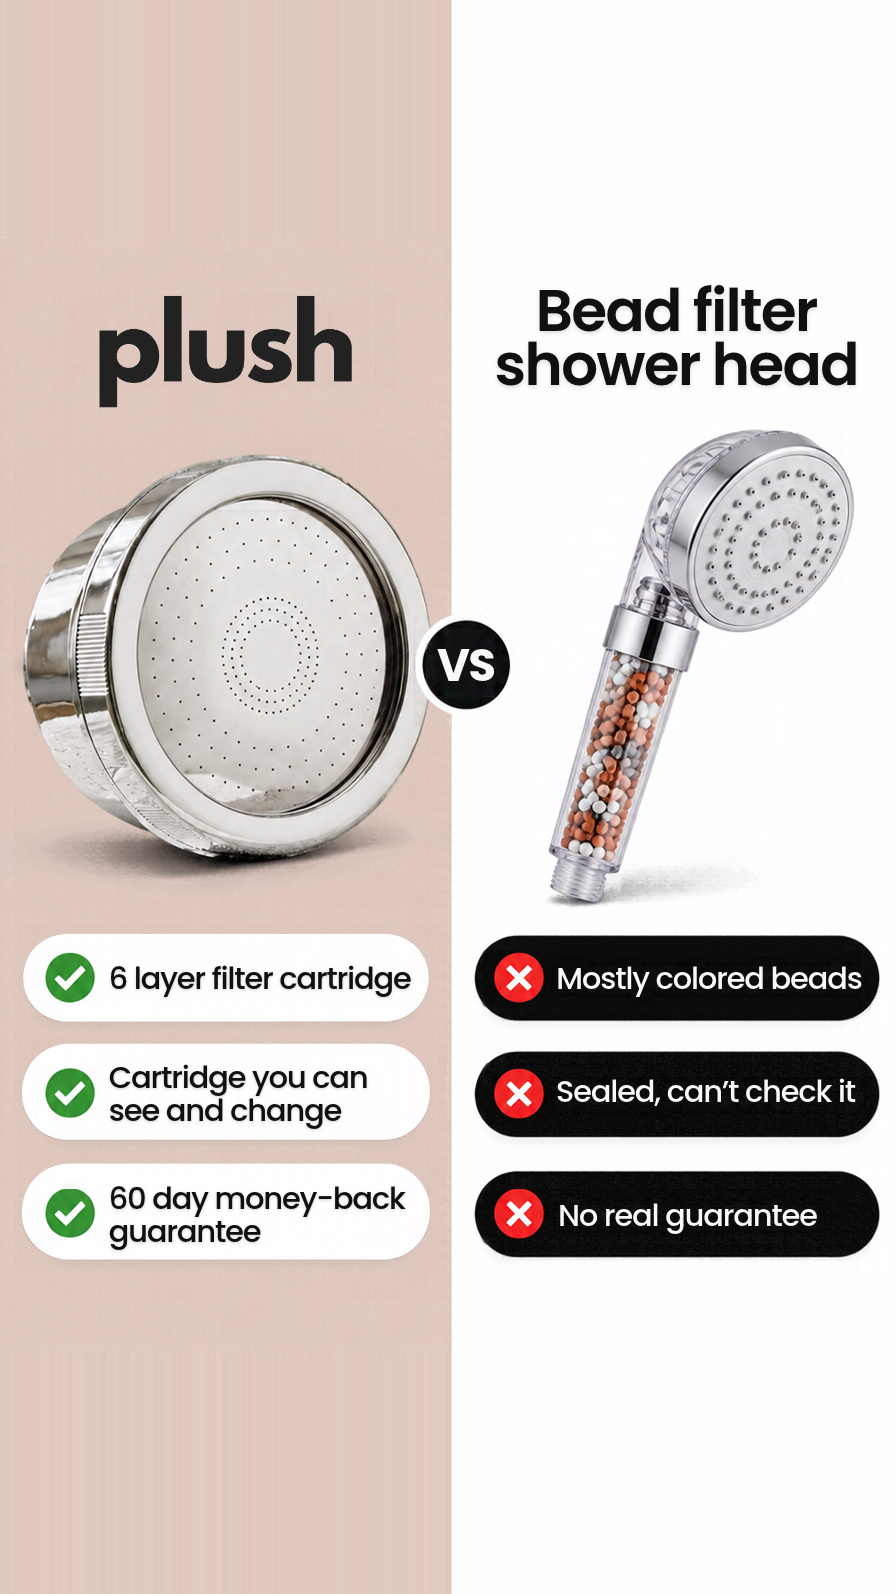 plush
Bead filter
shower head
VS
6 layer filter cartridge
Cartridge you can
see and change
60 day money-back
guarantee
Mostly colored beads
Sealed, can’t check it
No real guarantee